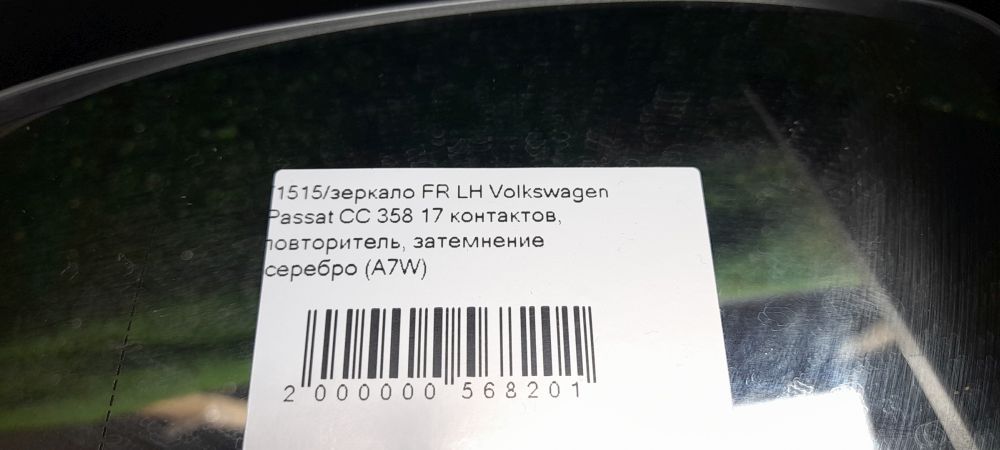 1515/зеркало FR LH Volkswagen
Passat CC 358 17 контактов,
повторитель, затемнение
серебро (A7W)
2 000000 568201